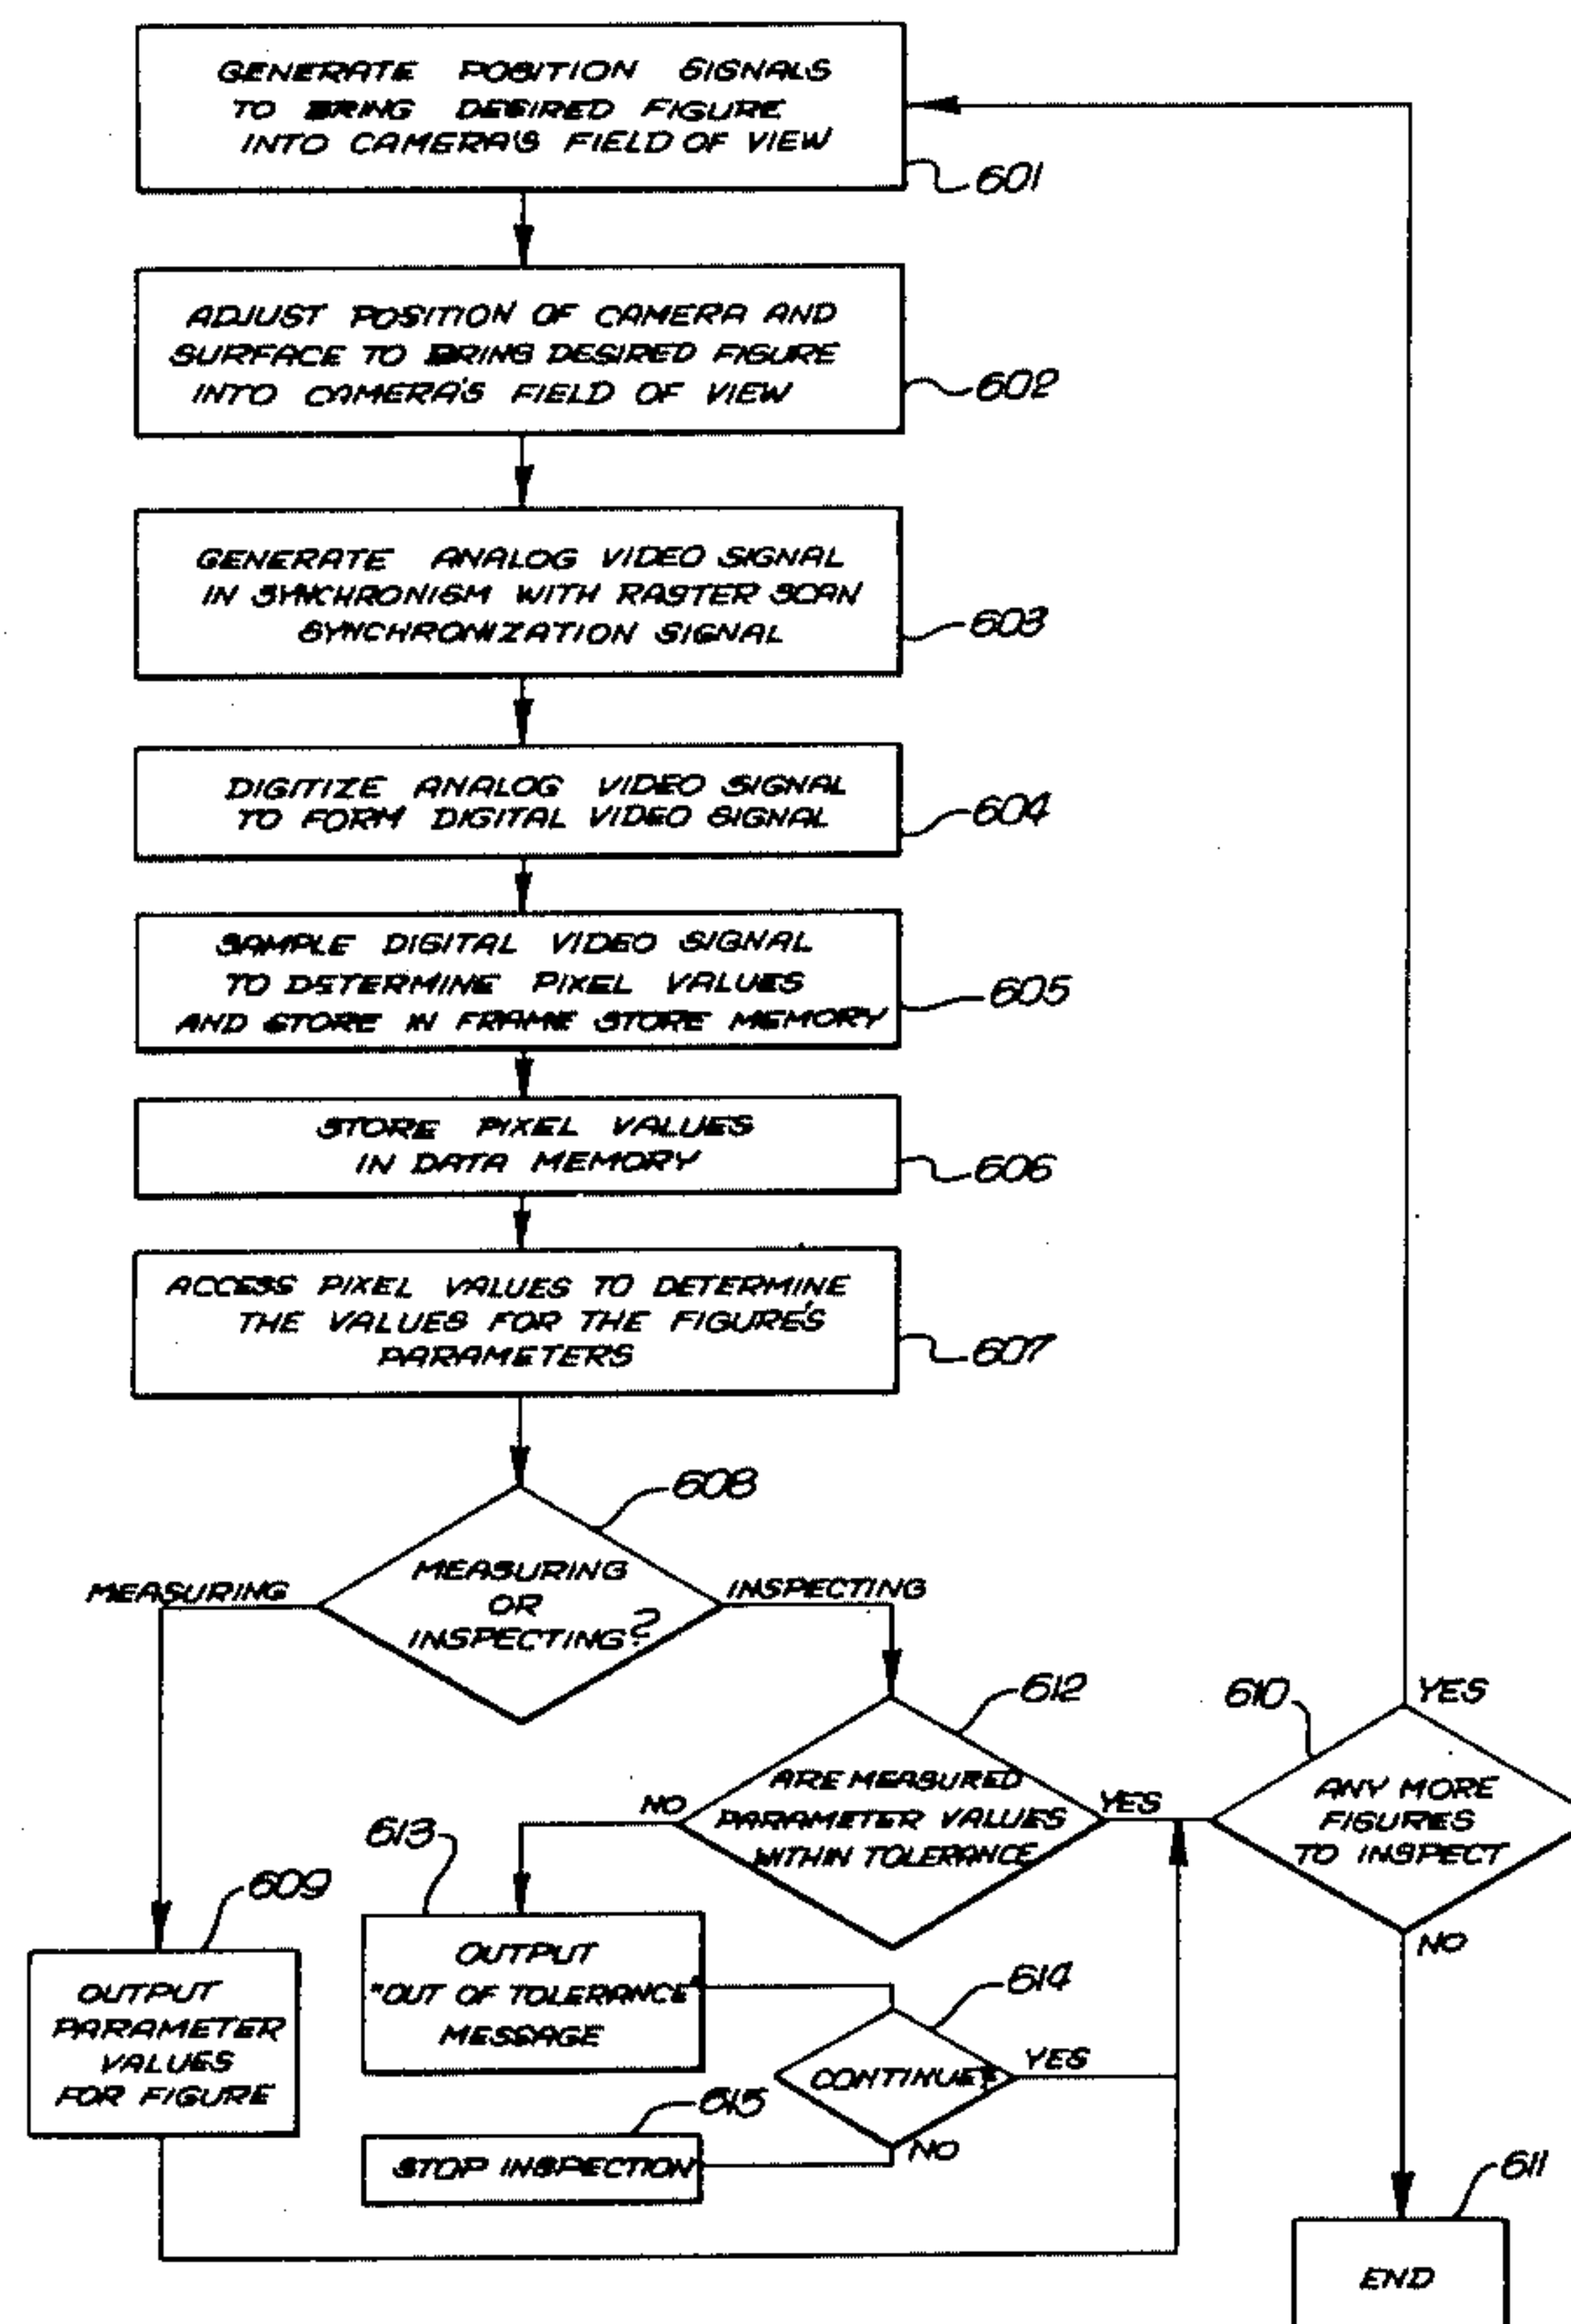 GENERATE POSITION SIGNALS
TO BRING DESIRED FIGURE
INTO CAMERA'S FIELD OF VIEW
601
ADJUST POSITION OF CAMERA AND
SURFACE TO BRING DESIRED FIGURE
INTO CAMERA'S FIELD OF VIEW
602
GENERATE ANALOG VIDEO SIGNAL
IN SYNCHRONISM WITH RASTER SCAN
SYNCHRONIZATION SIGNAL
603
DIGITIZE ANALOG VIDEO SIGNAL
TO FORM DIGITAL VIDEO SIGNAL
604
SAMPLE DIGITAL VIDEO SIGNAL
TO DETERMINE PIXEL VALUES
AND STORE IN FRAME STORE MEMORY
605
STORE PIXEL VALUES
IN DATA MEMORY
606
ACCESS PIXEL VALUES TO DETERMINE
THE VALUES FOR THE FIGURE'S
PARAMETERS
607
608
MEASURING
OR
INSPECTING?
MEASURING
INSPECTING
612
ARE MEASURED
PARAMETER VALUES
WITHIN TOLERANCE
NO
YES
610
YES
ANY MORE
FIGURES
TO INSPECT
NO
613
OUTPUT
"OUT OF TOLERANCE"
MESSAGE
609
OUTPUT
PARAMETER
VALUES
FOR FIGURE
614
CONTINUE?
YES
NO
615
STOP INSPECTION
611
END